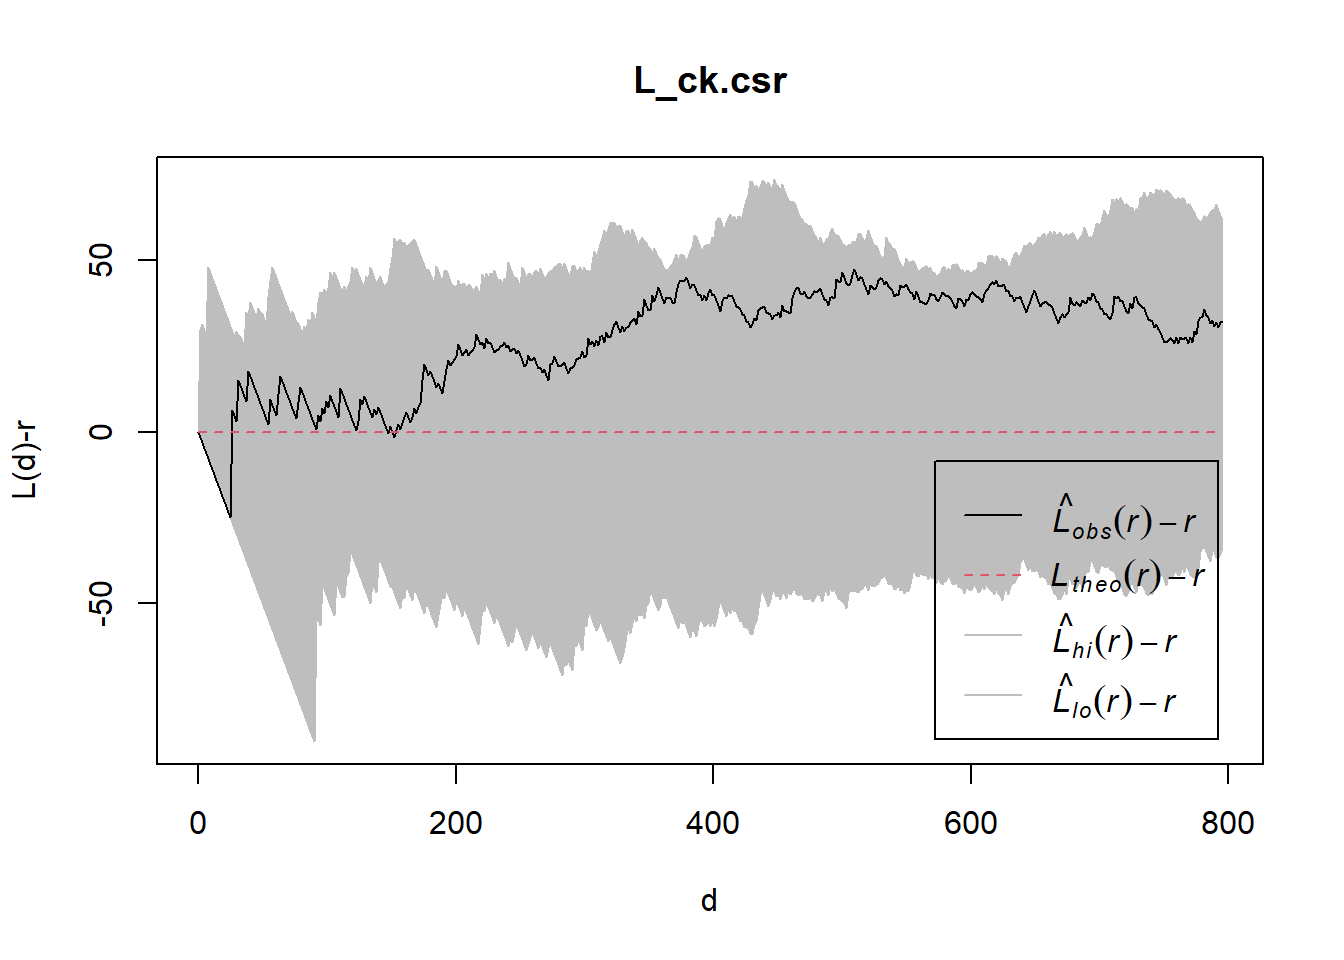 L_ck.csr
L(d)-r
50
0
-50
0 200 400 600 800
d
L̂obs(r) − r
Ltheo(r) − r
L̂hi(r) − r
L̂lo(r) − r